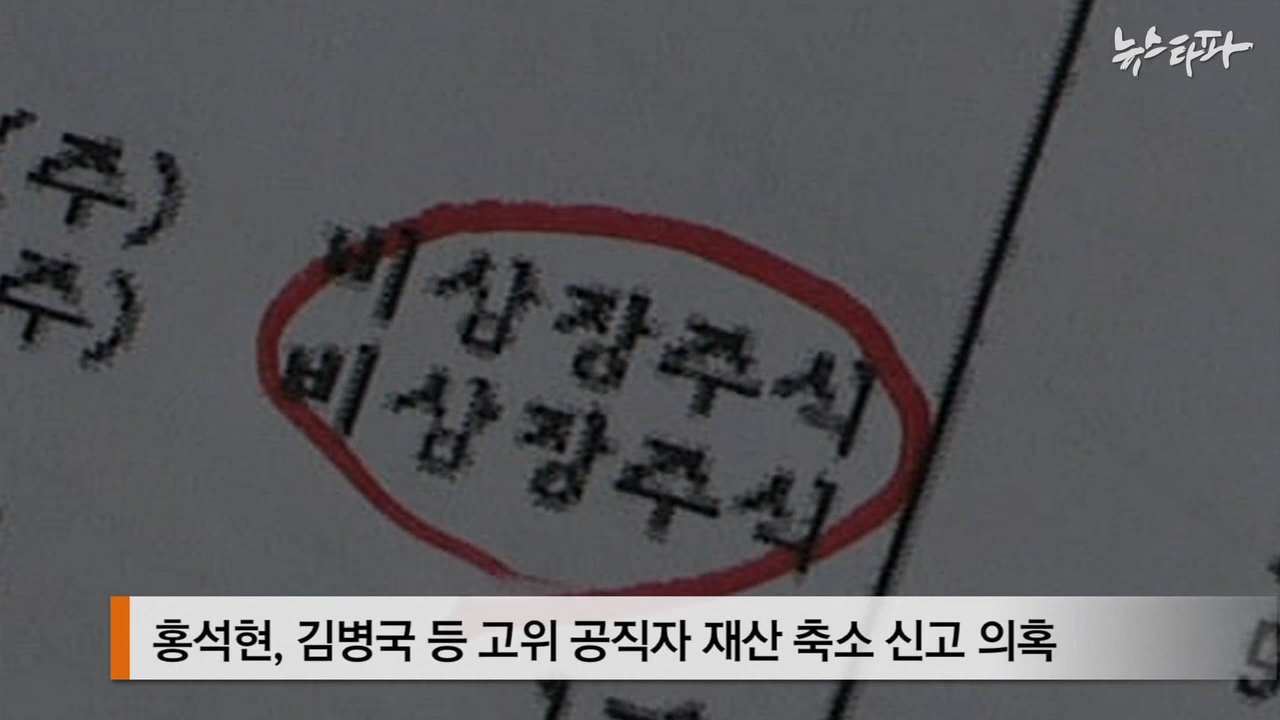 뉴스타파
(주)
비상장주식
주)
비상장주식
홍석현, 김병국 등 고위 공직자 재산 축소 신고 의혹